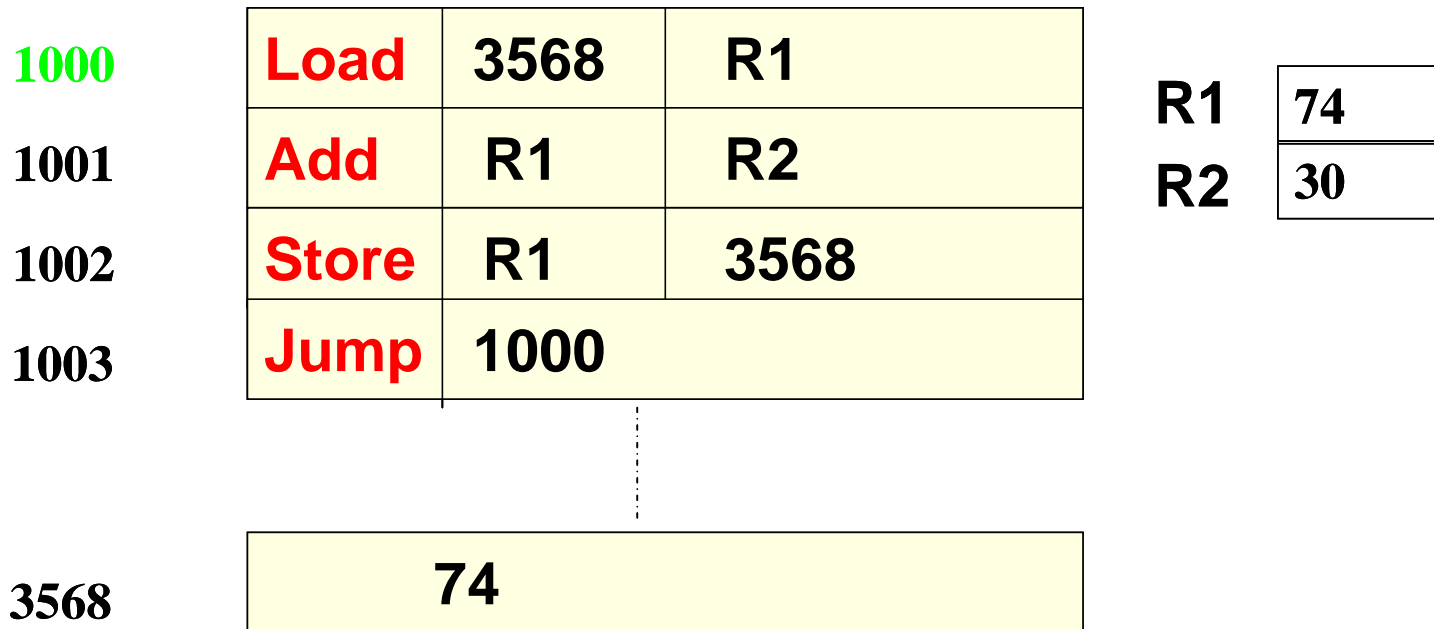 1000 Load 3568 R1
1001 Add R1 R2
1002 Store R1 3568
1003 Jump 1000
R1 74
R2 30
3568 74